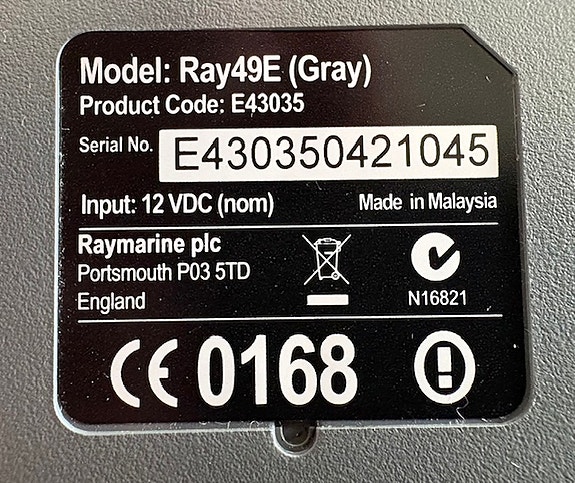 Model: Ray49E (Gray)
Product Code: E43035
Serial No. E430350421045
Input: 12 VDC (nom) Made in Malaysia
Raymarine plc
Portsmouth P03 5TD
England
N16821
CE 0168